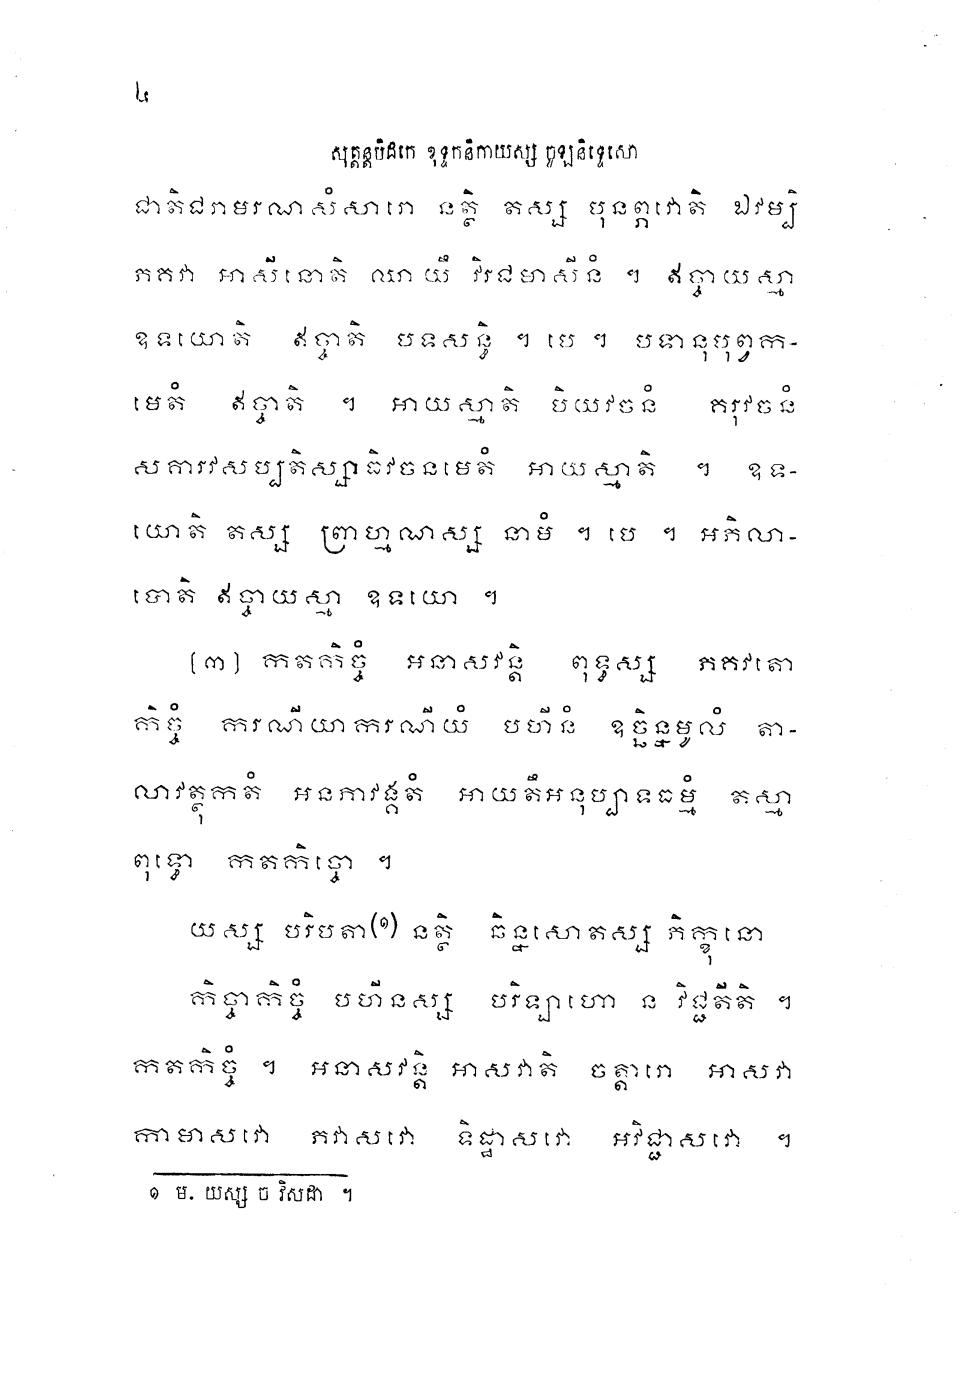 ៤
សុត្តន្តបិដកេ ខុទ្ទកនិកាយស្ស ចូឡនិទ្ទេសោ
ជាតិជរាមរណសំសារោ នត្ថិ តស្ស បុនព្ភវោតិ ឯវម្បិ
ភគវា អាសីនោតិ ឈាយឹ វិរជមាសីនំ ។ ឥច្ចាយស្មា
ឧទយោតិ ឥច្ចាតិ បទសន្ធិ ។ បេ ។ បទានុបុព្វក-
មេតំ ឥច្ចាតិ ។ អាយស្មាតិ បិយវចនំ គរុវចនំ
សគារវសប្បតិស្សាធិវចនមេតំ អាយស្មាតិ ។ ឧទ-
យោតិ តស្ស ព្រាហ្មណស្ស នាមំ ។ បេ ។ អភិលា-
បោតិ ឥច្ចាយស្មា ឧទយោ ។
(៣) កតកិច្ចំ អនាសវន្តិ ពុទ្ធស្ស ភគវតោ
កិច្ចំ ករណីយាករណីយំ បហីនំ ឧច្ឆិន្នមូលំ តា-
លាវត្ថុកតំ អនភាវង្គតំ អាយតឹអនុប្បាទធម្មំ តស្មា
ពុទ្ធោ កតកិច្ចោ ។
យស្ស បរិបតា(១) នត្ថិ ឆិន្នសោតស្ស ភិក្ខុនោ
កិច្ចាកិច្ចំ បហីនស្ស បរិឡាហោ ន វិជ្ជតីតិ ។
កតកិច្ចំ ។ អនាសវន្តិ អាសវាតិ ចត្តារោ អាសវា
កាមាសវោ ភវាសវោ ទិដ្ឋាសវោ អវិជ្ជាសវោ ។
១ ម. យស្ស ច វិសដា ។